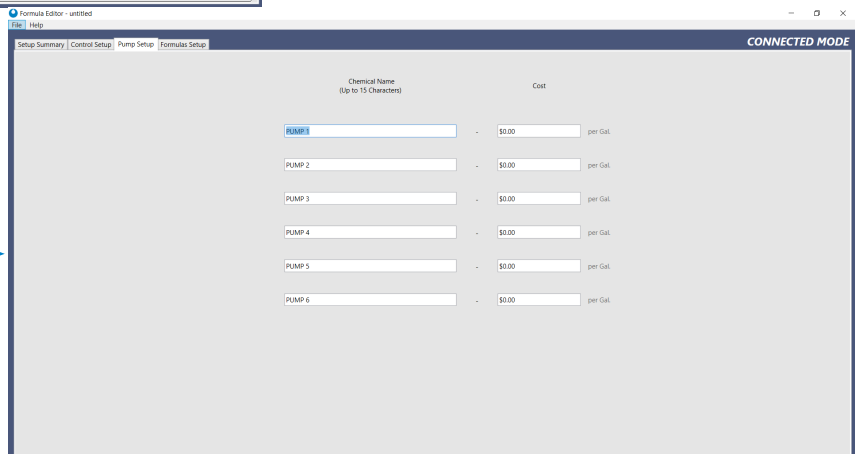 Formula Editor - untitled
File Help
Setup Summary Control Setup Pump Setup Formulas Setup CONNECTED MODE
Chemical Name Cost
(Up to 15 Characters)
PUMP 1 - $0.00 per Gal.
PUMP 2 - $0.00 per Gal.
PUMP 3 - $0.00 per Gal.
PUMP 4 - $0.00 per Gal.
PUMP 5 - $0.00 per Gal.
PUMP 6 - $0.00 per Gal.